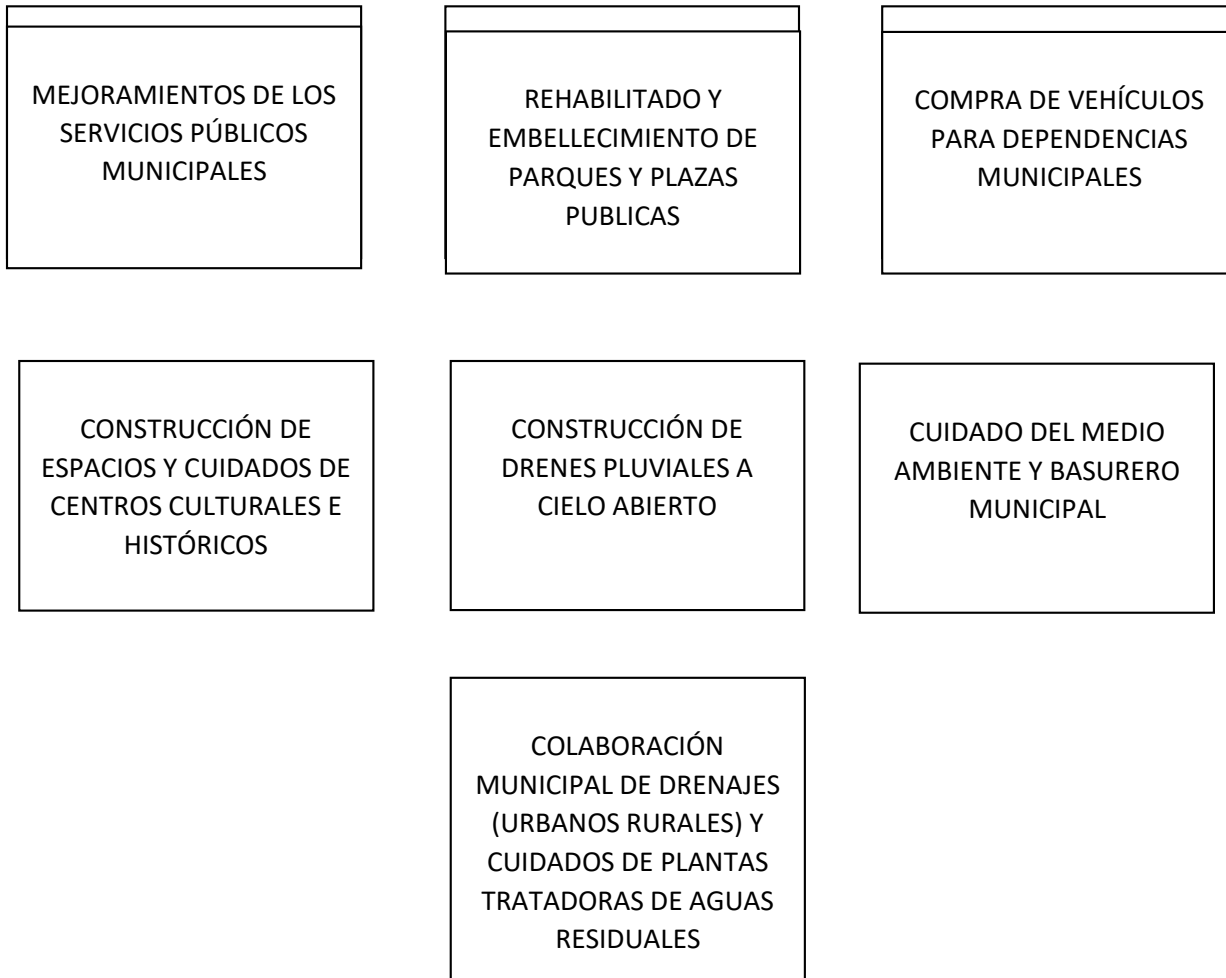 MEJORAMIENTOS DE LOS
SERVICIOS PÚBLICOS
MUNICIPALES
REHABILITADO Y
EMBELLECIMIENTO DE
PARQUES Y PLAZAS
PUBLICAS
COMPRA DE VEHÍCULOS
PARA DEPENDENCIAS
MUNICIPALES
CONSTRUCCIÓN DE
ESPACIOS Y CUIDADOS DE
CENTROS CULTURALES E
HISTÓRICOS
CONSTRUCCIÓN DE
DRENES PLUVIALES A
CIELO ABIERTO
CUIDADO DEL MEDIO
AMBIENTE Y BASURERO
MUNICIPAL
COLABORACIÓN
MUNICIPAL DE DRENAJES
(URBANOS RURALES) Y
CUIDADOS DE PLANTAS
TRATADORAS DE AGUAS
RESIDUALES